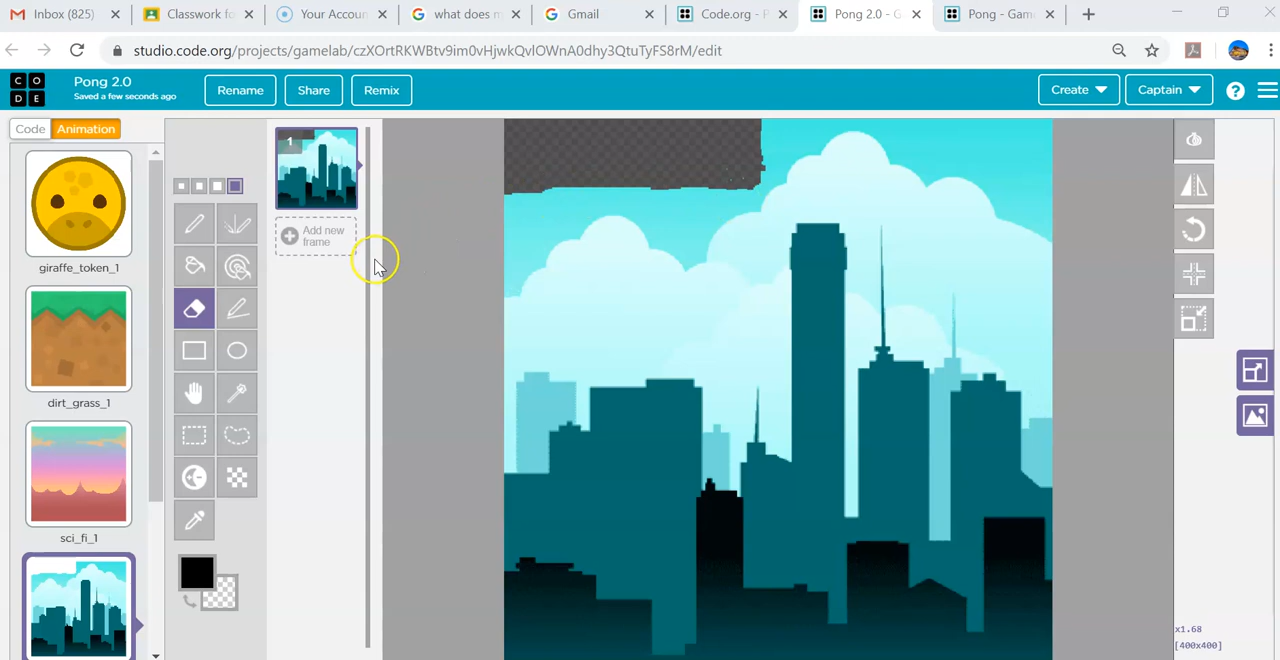 Inbox (825)
Classwork fo
Your Accoun
what does m
Gmail
Code.org - P
Pong 2.0 - G
Pong - Game
studio.code.org/projects/gamelab/czXOrtRKWBtv9im0vHjwkQvlOWnA0dhy3QtuTyFS8rM/edit
C O
D E
Pong 2.0
Saved a few seconds ago
Rename
Share
Remix
Create
Captain
?
Code
Animation
giraffe_token_1
dirt_grass_1
sci_fi_1
1
Add new
frame
x1.68
[400x400]